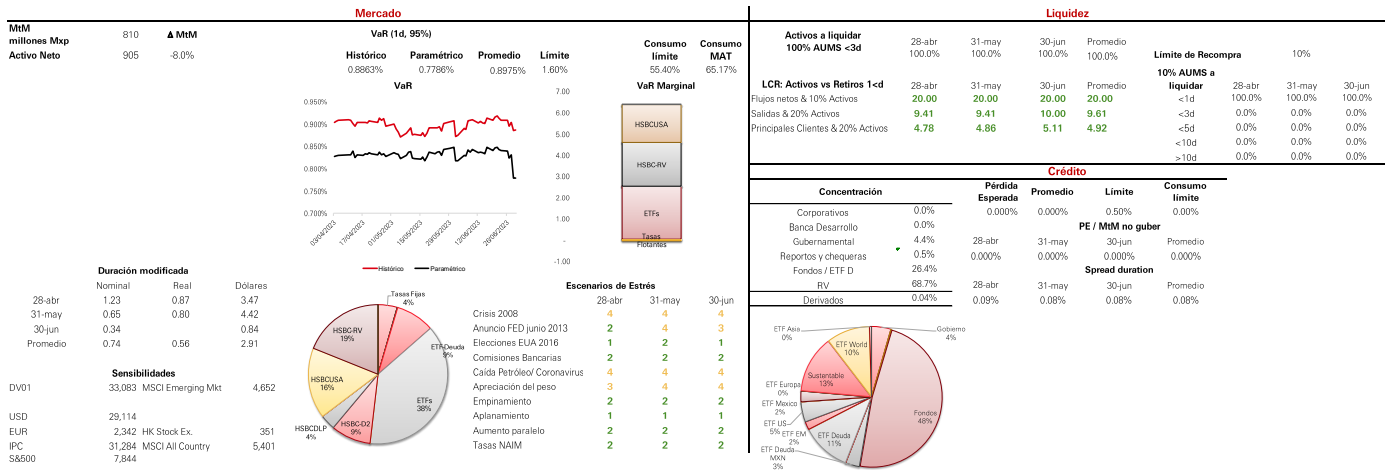 Mercado
MtM
millones Mxp 810 Δ MtM
Activo Neto 905 -8.0%
VaR (1d, 95%)
Histórico Paramétrico Promedio Límite
0.8863% 0.7786% 0.8975% 1.60%
Consumo límite Consumo MAT
55.40% 65.17%
VaR
0.950%
0.900%
0.850%
0.800%
0.750%
0.700%
03/04/2023 17/04/2023 01/05/2023 15/05/2023 29/05/2023 12/06/2023 26/06/2023
Histórico Paramétrico
VaR Marginal
7.00
6.00
5.00
4.00
3.00
2.00
1.00
-
-1.00
HSBCUSA
HSBC-RV
ETFs
Tasas Flotantes
Duración modificada
Nominal Real Dólares
28-abr 1.23 0.87 3.47
31-may 0.65 0.80 4.42
30-jun 0.34 0.84
Promedio 0.74 0.56 2.91
Sensibilidades
DV01 33,083 MSCI Emerging Mkt 4,652
USD 29,114
EUR 2,342 HK Stock Ex. 351
IPC 31,284 MSCI All Country 5,401
S&500 7,844
Tasas Fijas
4%
ETF Deuda
9%
ETFs
38%
HSBC-D2
9%
HSBCDLP
4%
HSBCUSA
16%
HSBC-RV
19%
Escenarios de Estrés
28-abr 31-may 30-jun
Crisis 2008 4 4 4
Anuncio FED junio 2013 2 4 3
Elecciones EUA 2016 1 2 1
Comisiones Bancarias 2 2 2
Caída Petróleo/ Coronavirus 4 4 4
Apreciación del peso 3 4 4
Empinamiento 2 2 2
Aplanamiento 1 1 1
Aumento paralelo 2 2 2
Tasas NAIM 2 2 2
Liquidez
Activos a liquidar
100% AUMS <3d
28-abr 31-may 30-jun Promedio
100.0% 100.0% 100.0% 100.0%
Límite de Recompra 10%
LCR: Activos vs Retiros 1<d 28-abr 31-may 30-jun Promedio
Flujos netos & 10% Activos 20.00 20.00 20.00 20.00
Salidas & 20% Activos 9.41 9.41 10.00 9.61
Principales Clientes & 20% Activos 4.78 4.86 5.11 4.92
10% AUMS a
liquidar 28-abr 31-may 30-jun
<1d 100.0% 100.0% 100.0%
<3d 0.0% 0.0% 0.0%
<5d 0.0% 0.0% 0.0%
<10d 0.0% 0.0% 0.0%
>10d 0.0% 0.0% 0.0%
Crédito
Concentración
Corporativos 0.0%
Banca Desarrollo 0.0%
Gubernamental 4.4%
Reportos y chequeras 0.5%
Fondos / ETF D 26.4%
RV 68.7%
Derivados 0.04%
Pérdida Esperada Promedio Límite Consumo límite
0.000% 0.000% 0.50% 0.00%
PE / MtM no guber
28-abr 31-may 30-jun Promedio
0.000% 0.000% 0.000% 0.000%
Spread duration
28-abr 31-may 30-jun Promedio
0.09% 0.08% 0.08% 0.08%
Gobierno
4%
Fondos
48%
ETF Deuda
MXN
3%
ETF Deuda
11%
ETF EM
2%
ETF US
5%
ETF Mexico
2%
ETF Europa
0%
Sustentable
13%
ETF Asia
0%
ETF World
10%